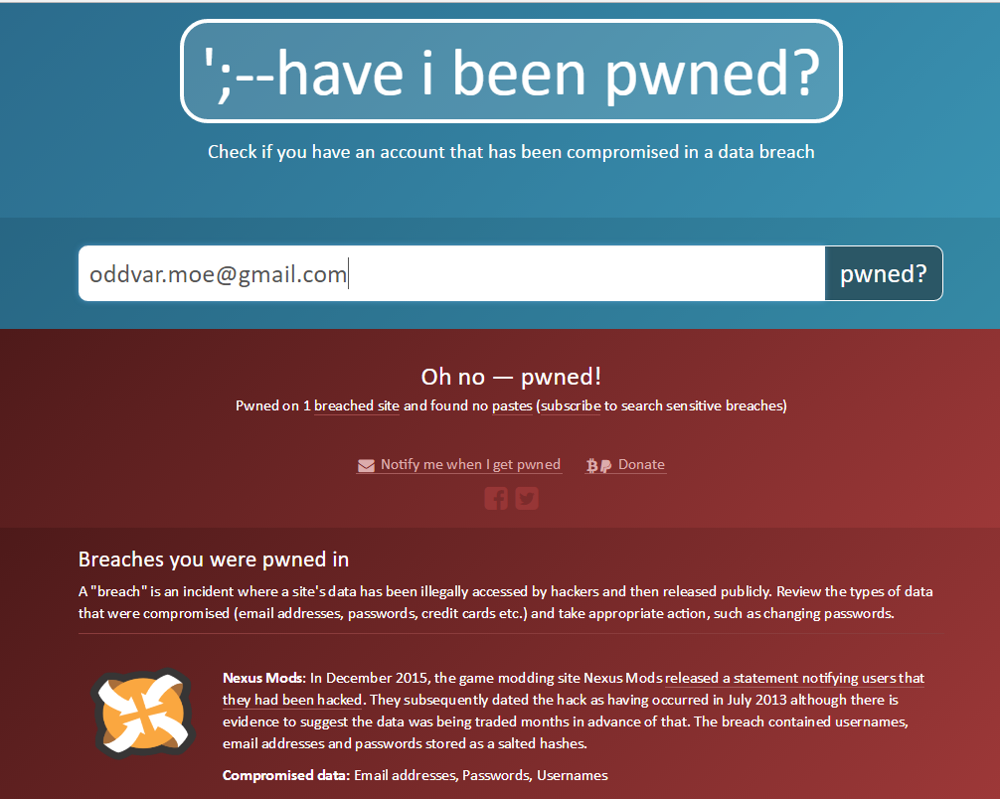 ';--have i been pwned?
Check if you have an account that has been compromised in a data breach
oddvar.moe@gmail.com
pwned?
Oh no — pwned!
Pwned on 1 breached site and found no pastes (subscribe to search sensitive breaches)
Notify me when I get pwned Donate
Breaches you were pwned in
A "breach" is an incident where a site's data has been illegally accessed by hackers and then released publicly. Review the types of data
that were compromised (email addresses, passwords, credit cards etc.) and take appropriate action, such as changing passwords.
Nexus Mods: In December 2015, the game modding site Nexus Mods released a statement notifying users that
they had been hacked. They subsequently dated the hack as having occurred in July 2013 although there is
evidence to suggest the data was being traded months in advance of that. The breach contained usernames,
email addresses and passwords stored as a salted hashes.
Compromised data: Email addresses, Passwords, Usernames